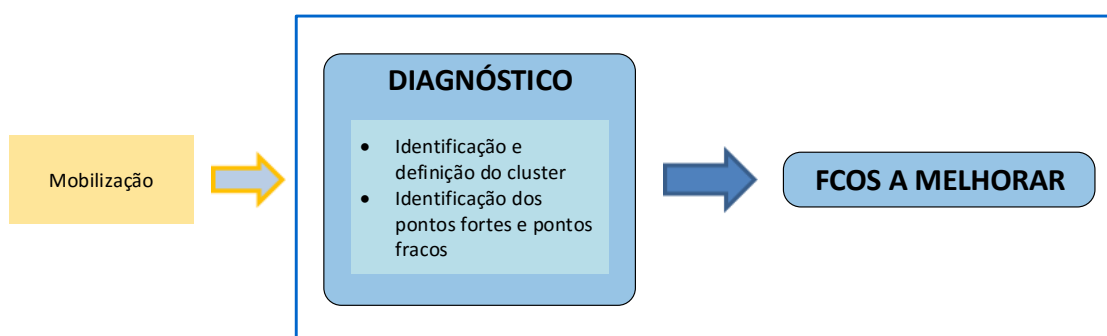 DIAGNÓSTICO
Mobilização
• Identificação e
definição do cluster
• Identificação dos
pontos fortes e pontos
fracos
FCOS A MELHORAR